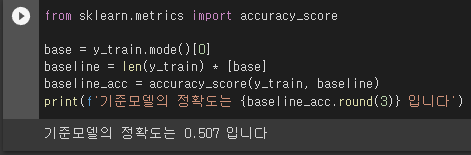 from sklearn.metrics import accuracy_score
base = y_train.mode()[0]
baseline = len(y_train) * [base]
baseline_acc = accuracy_score(y_train, baseline)
print(f'기준모델의 정확도는 {baseline_acc.round(3)} 입니다')
기준모델의 정확도는 0.507 입니다